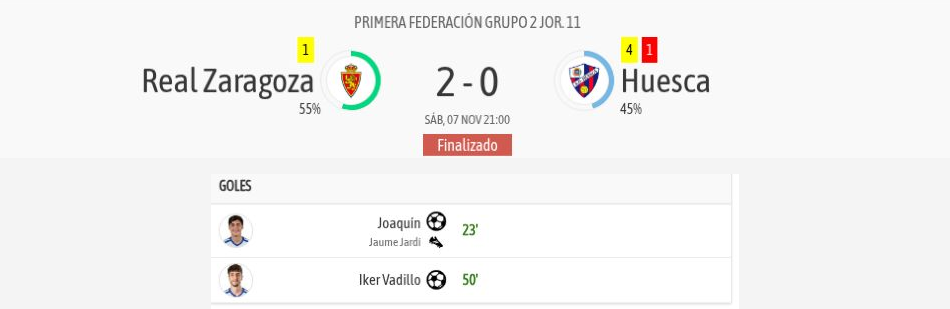 PRIMERA FEDERACIÓN GRUPO 2 JOR. 11
1
4 1
Real Zaragoza 2 - 0 Huesca
55% 45%
SÁB, 07 NOV 21:00
Finalizado
GOLES
Joaquín 23'
Jaume Jardi
Iker Vadillo 50'